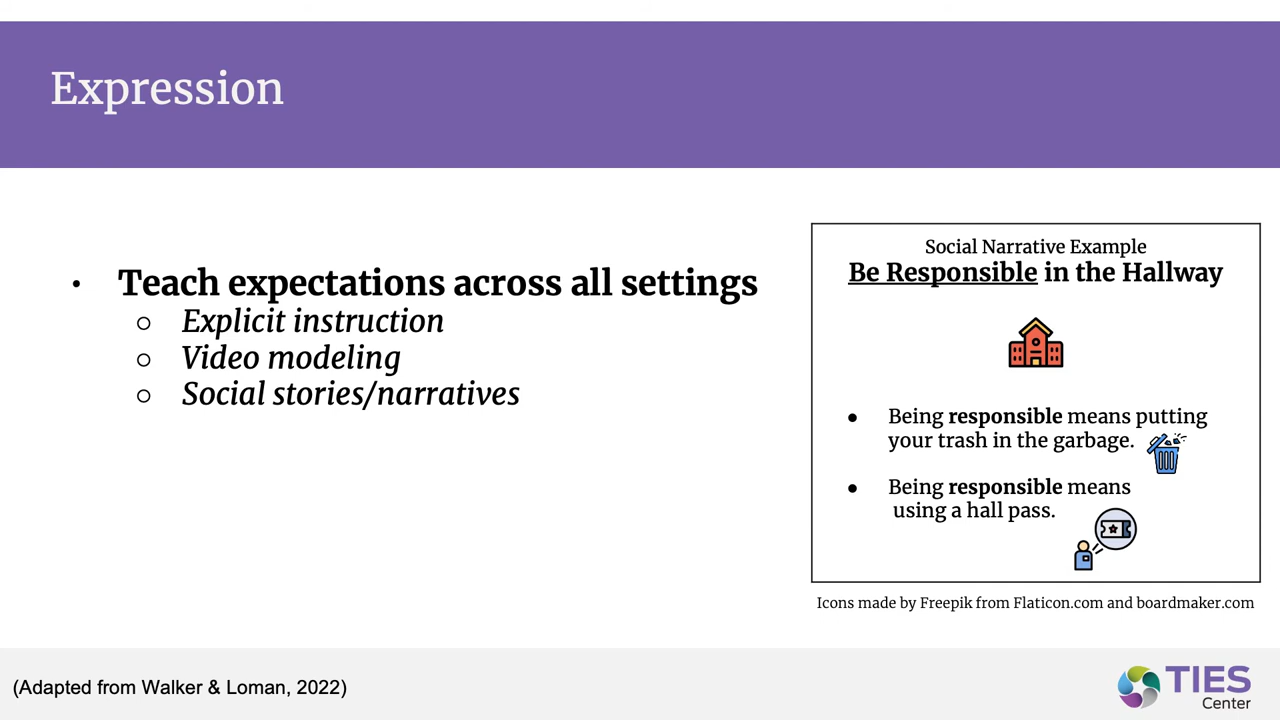 Expression
• Teach expectations across all settings
○ Explicit instruction
○ Video modeling
○ Social stories/narratives
Social Narrative Example
Be Responsible in the Hallway
● Being responsible means putting
your trash in the garbage.
● Being responsible means
using a hall pass.
Icons made by Freepik from Flaticon.com and boardmaker.com
(Adapted from Walker & Loman, 2022)
TIES
Center